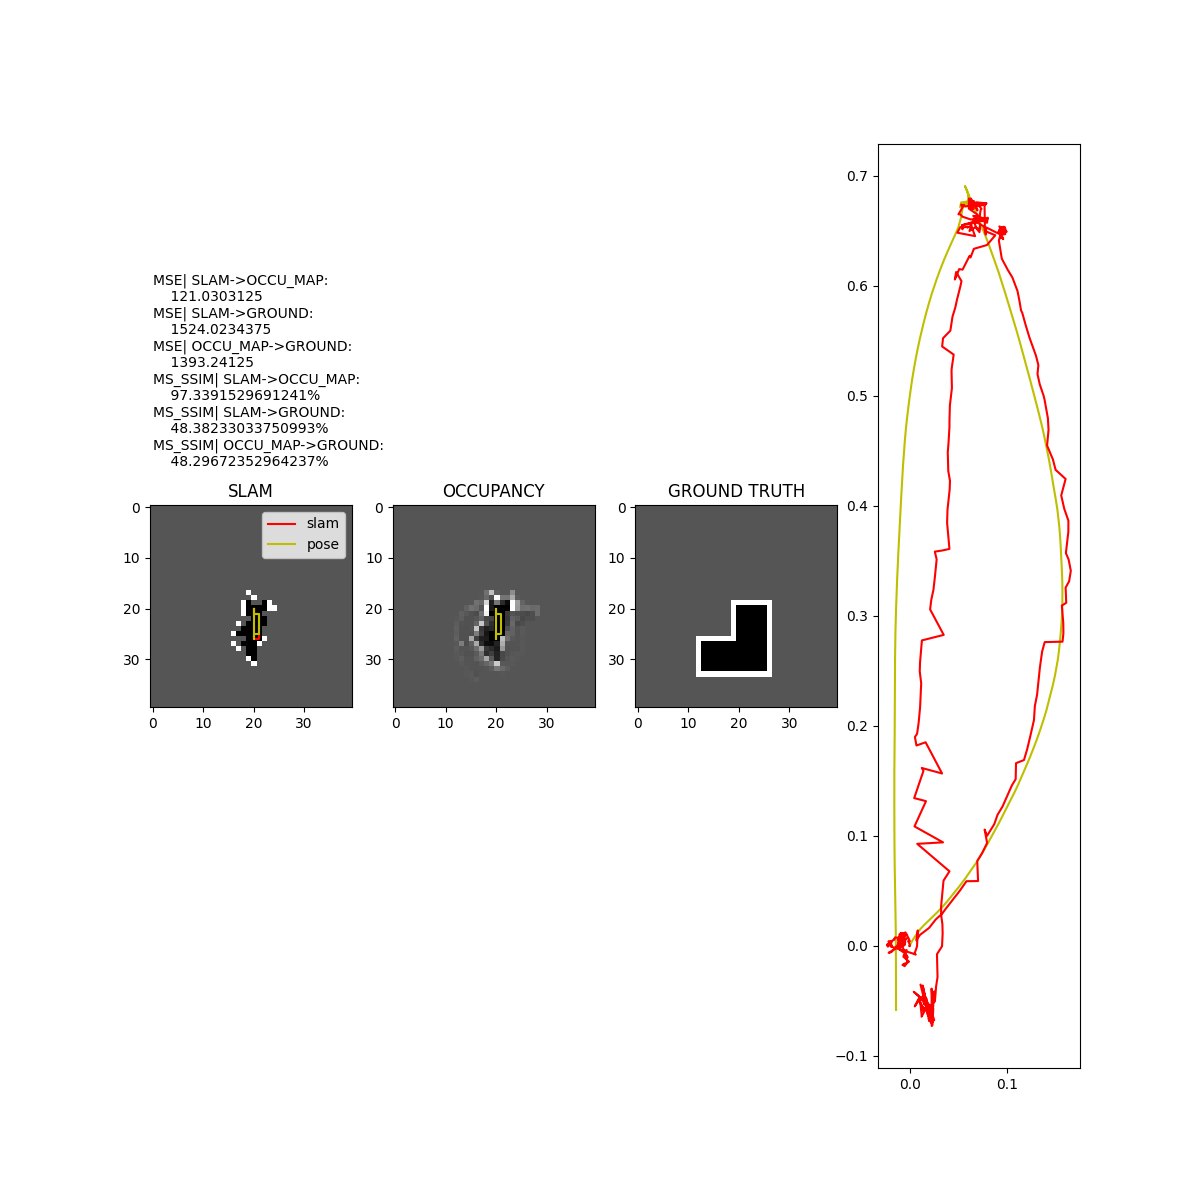 MSE| SLAM->OCCU_MAP:
121.0303125
MSE| SLAM->GROUND:
1524.0234375
MSE| OCCU_MAP->GROUND:
1393.24125
MS_SSIM| SLAM->OCCU_MAP:
97.3391529691241%
MS_SSIM| SLAM->GROUND:
48.38233033750993%
MS_SSIM| OCCU_MAP->GROUND:
48.29672352964237%
SLAM
slam
pose
0
10
20
30
0 10 20 30
OCCUPANCY
0
10
20
30
0 10 20 30
GROUND TRUTH
0
10
20
30
0 10 20 30
0.7
0.6
0.5
0.4
0.3
0.2
0.1
0.0
−0.1
0.0 0.1